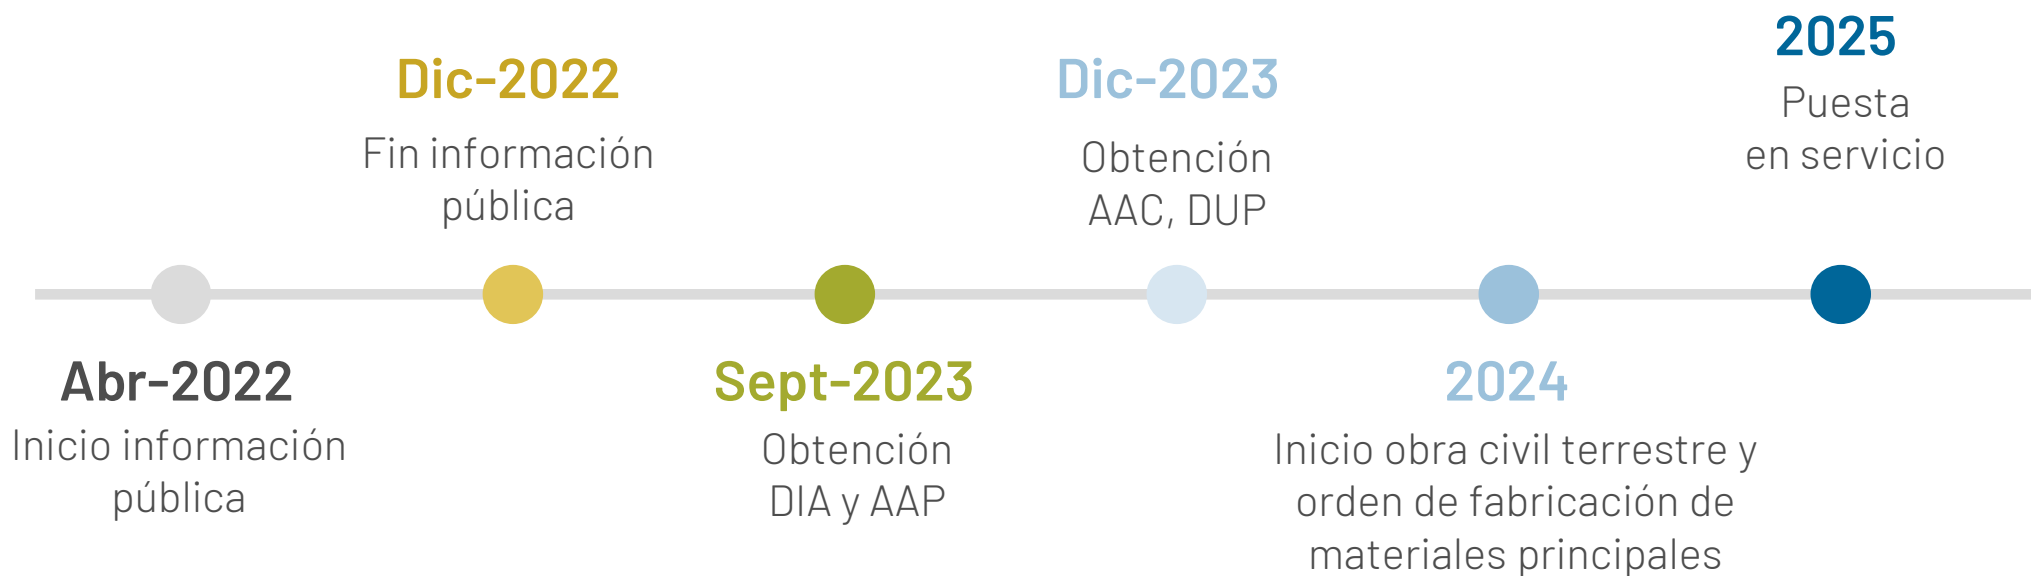 Abr-2022
Inicio información
pública
Dic-2022
Fin información
pública
Sept-2023
Obtención
DIA y AAP
Dic-2023
Obtención
AAC, DUP
2024
Inicio obra civil terrestre y
orden de fabricación de
materiales principales
2025
Puesta
en servicio